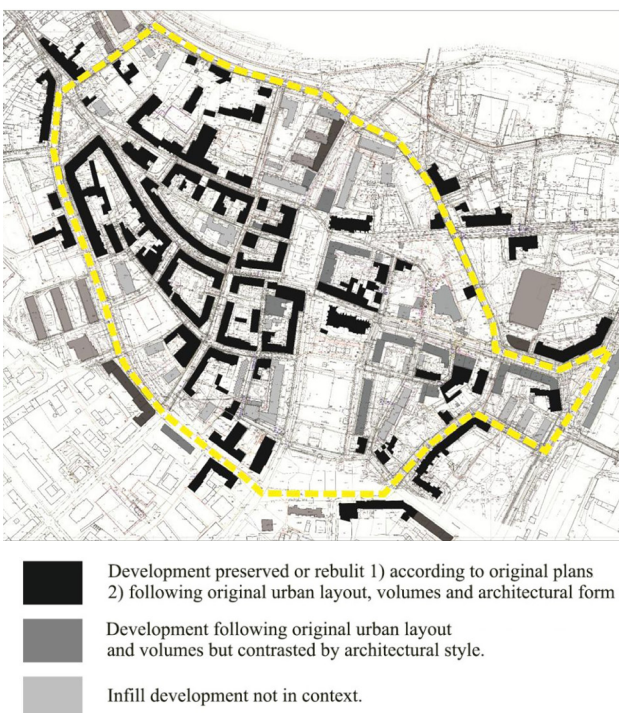 Development preserved or rebulit 1) according to original plans
2) following original urban layout, volumes and architectural form
Development following original urban layout
and volumes but contrasted by architectural style.
Infill development not in context.